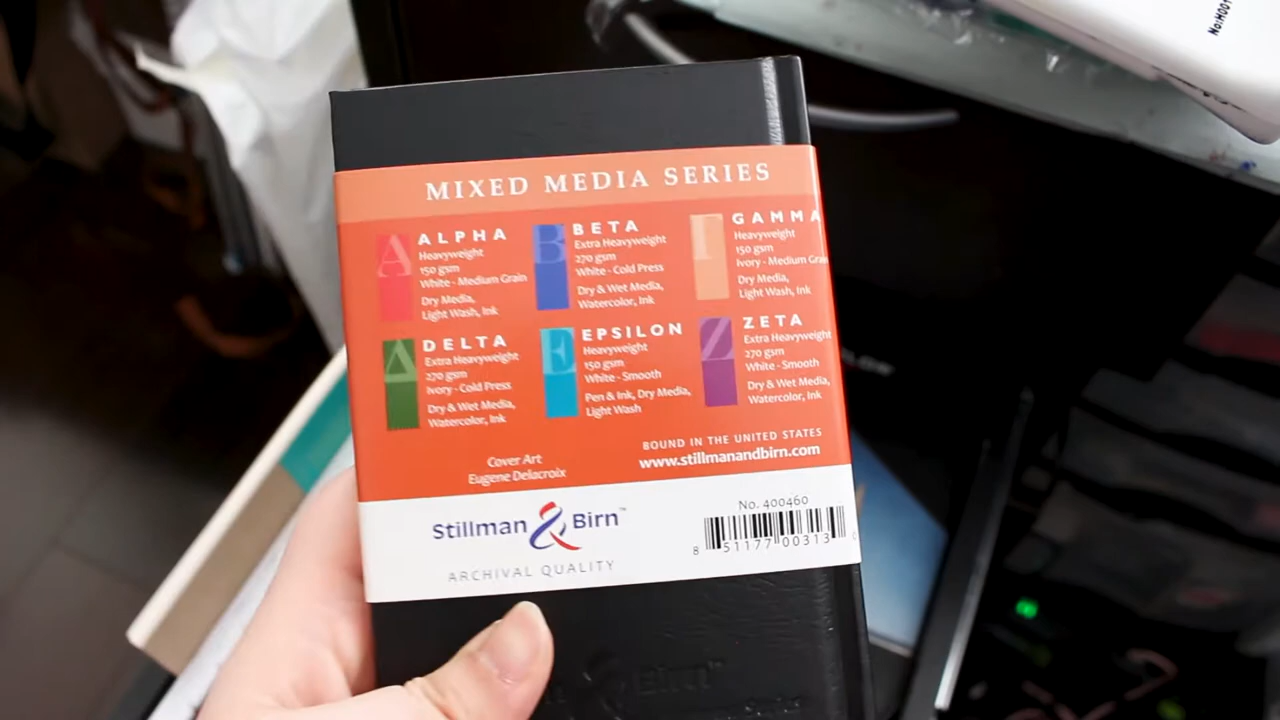 MIXED MEDIA SERIES
ALPHA
Heavyweight
150 gsm
White - Medium Grain
Dry Media,
Light Wash, Ink
BETA
Extra Heavyweight
270 gsm
White - Cold Press
Dry & Wet Media,
Watercolor, Ink
GAMMA
Heavyweight
150 gsm
Ivory - Medium Grain
Dry Media,
Light Wash, Ink
DELTA
Extra Heavyweight
270 gsm
Ivory - Cold Press
Dry & Wet Media,
Watercolor, Ink
EPSILON
Heavyweight
150 gsm
White - Smooth
Pen & Ink, Dry Media,
Light Wash
ZETA
Extra Heavyweight
270 gsm
White - Smooth
Dry & Wet Media,
Watercolor, Ink
Cover Art
Eugene Delacroix
BOUND IN THE UNITED STATES
www.stillmanandbirn.com
Stillman & Birn™
ARCHIVAL QUALITY
No. 400460
8 51177 00313